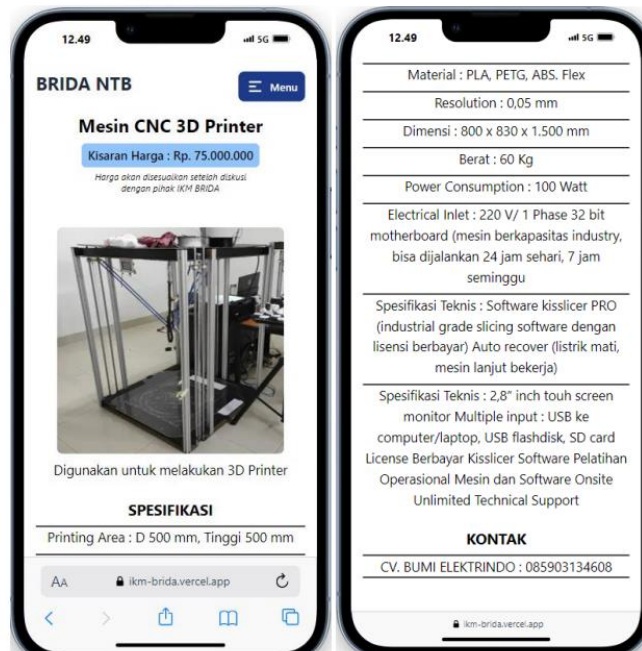 12.49
5G
BRIDA NTB
Menu
Mesin CNC 3D Printer
Kisaran Harga : Rp. 75.000.000
Harga akan disesuaikan setelah diskusi
dengan pihak IKM BRIDA
Digunakan untuk melakukan 3D Printer
SPESIFIKASI
Printing Area : D 500 mm, Tinggi 500 mm
AA
ikm-brida.vercel.app
12.49
5G
Material : PLA, PETG, ABS. Flex
Resolution : 0,05 mm
Dimensi : 800 x 830 x 1.500 mm
Berat : 60 Kg
Power Consumption : 100 Watt
Electrical Inlet : 220 V/ 1 Phase 32 bit
motherboard (mesin berkapasitas industry,
bisa dijalankan 24 jam sehari, 7 jam
seminggu
Spesifikasi Teknis : Software kisslicer PRO
(industrial grade slicing software dengan
lisensi berbayar) Auto recover (listrik mati,
mesin lanjut bekerja)
Spesifikasi Teknis : 2,8” inch touh screen
monitor Multiple input : USB ke
computer/laptop, USB flashdisk, SD card
License Berbayar Kisslicer Software Pelatihan
Operasional Mesin dan Software Onsite
Unlimited Technical Support
KONTAK
CV. BUMI ELEKTRINDO : 085903134608
ikm-brida.vercel.app